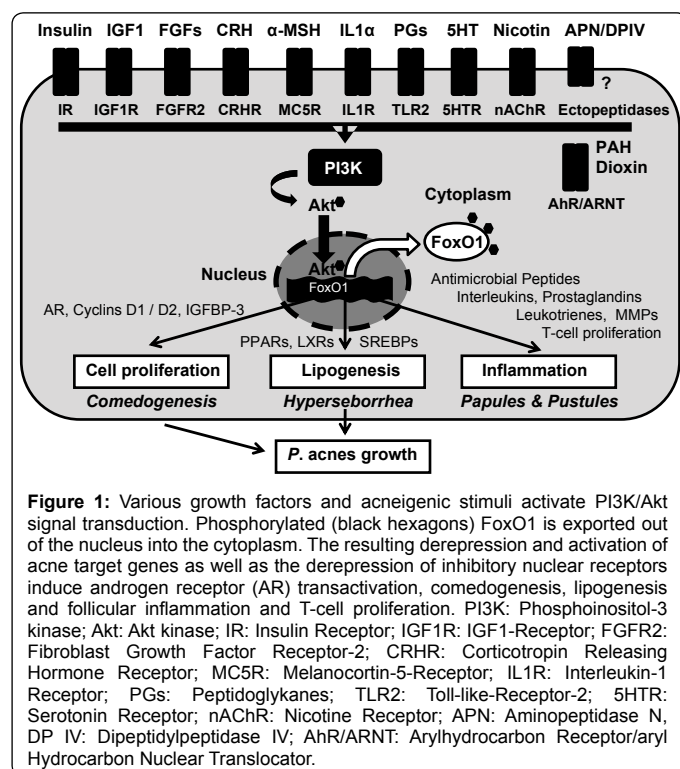 Insulin IGF1 FGFs CRH α-MSH IL1α PGs 5HT Nicotin APN/DPIV
?
IR IGF1R FGFR2 CRHR MC5R IL1R TLR2 5HTR nAChR Ectopeptidases
PI3K
PAH
Dioxin
AhR/ARNT
Akt
Cytoplasm
FoxO1
Nucleus
Akt
FoxO1
Antimicrobial Peptides
Interleukins, Prostaglandins
Leukotrienes, MMPs
T-cell proliferation
AR, Cyclins D1 / D2, IGFBP-3
PPARs, LXRs SREBPs
Cell proliferation Lipogenesis Inflammation
Comedogenesis Hyperseborrhea Papules & Pustules
P. acnes growth
Figure 1: Various growth factors and acneigenic stimuli activate PI3K/Akt
signal transduction. Phosphorylated (black hexagons) FoxO1 is exported out
of the nucleus into the cytoplasm. The resulting derepression and activation of
acne target genes as well as the derepression of inhibitory nuclear receptors
induce androgen receptor (AR) transactivation, comedogenesis, lipogenesis
and follicular inflammation and T-cell proliferation. PI3K: Phosphoinositol-3
kinase; Akt: Akt kinase; IR: Insulin Receptor; IGF1R: IGF1-Receptor; FGFR2:
Fibroblast Growth Factor Receptor-2; CRHR: Corticotropin Releasing
Hormone Receptor; MC5R: Melanocortin-5-Receptor; IL1R: Interleukin-1
Receptor; PGs: Peptidoglykanes; TLR2: Toll-like-Receptor-2; 5HTR:
Serotonin Receptor; nAChR: Nicotine Receptor; APN: Aminopeptidase N,
DP IV: Dipeptidylpeptidase IV; AhR/ARNT: Arylhydrocarbon Receptor/aryl
Hydrocarbon Nuclear Translocator.